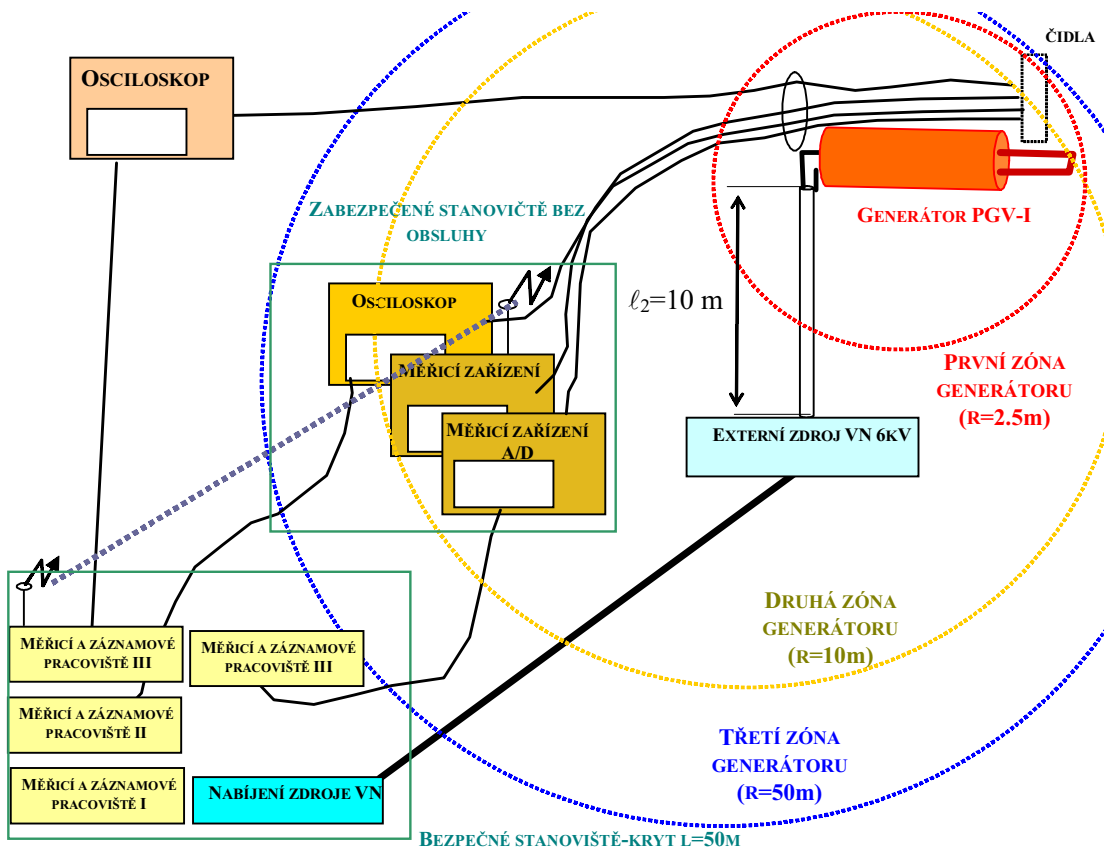 ČIDLA
OSCILOSKOP
GENERÁTOR PGV-I
ZABEZPEČENÉ STANOVIČTĚ BEZ
OBSLUHY
OSCILOSKOP
ℓ₂=10 m
MĚŘICÍ ZAŘÍZENÍ
MĚŘICÍ ZAŘÍZENÍ
A/D
PRVNÍ ZÓNA
GENERÁTORU
(R=2.5m)
EXTERNÍ ZDROJ VN 6KV
DRUHÁ ZÓNA
GENERÁTORU
(R=10m)
MĚŘICÍ A ZÁZNAMOVÉ
PRACOVIŠTĚ III
MĚŘICÍ A ZÁZNAMOVÉ
PRACOVIŠTĚ III
MĚŘICÍ A ZÁZNAMOVÉ
PRACOVIŠTĚ II
TŘETÍ ZÓNA
GENERÁTORU
(R=50m)
MĚŘICÍ A ZÁZNAMOVÉ
PRACOVIŠTĚ I
NABÍJENÍ ZDROJE VN
BEZPEČNÉ STANOVIŠTĚ-KRYT L=50M